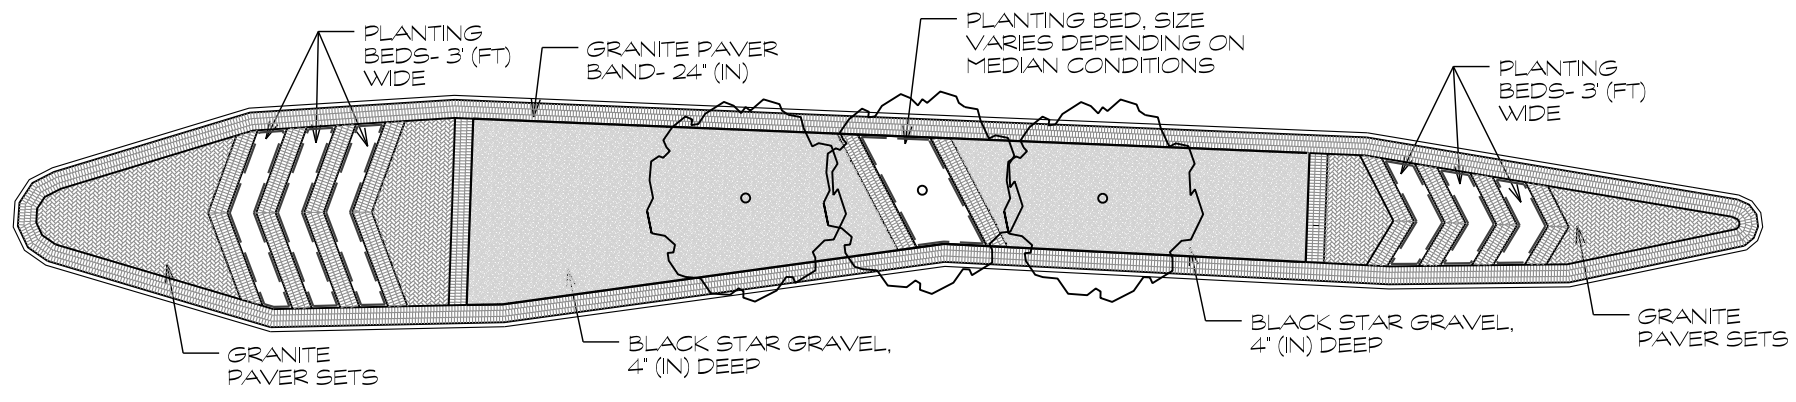 PLANTING
BEDS- 3' (FT)
WIDE
GRANITE PAVER
BAND- 24" (IN)
PLANTING BED, SIZE
VARIES DEPENDING ON
MEDIAN CONDITIONS
PLANTING
BEDS- 3' (FT)
WIDE
GRANITE
PAVER SETS
BLACK STAR GRAVEL,
4" (IN) DEEP
BLACK STAR GRAVEL,
4" (IN) DEEP
GRANITE
PAVER SETS